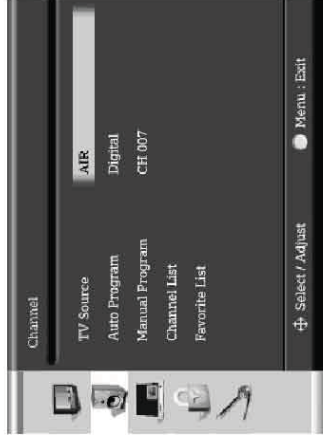 Channel
TV Source AIR
Auto Program Digital
Manual Program CH 007
Channel List
Favorite List
Select / Adjust Menu : Exit